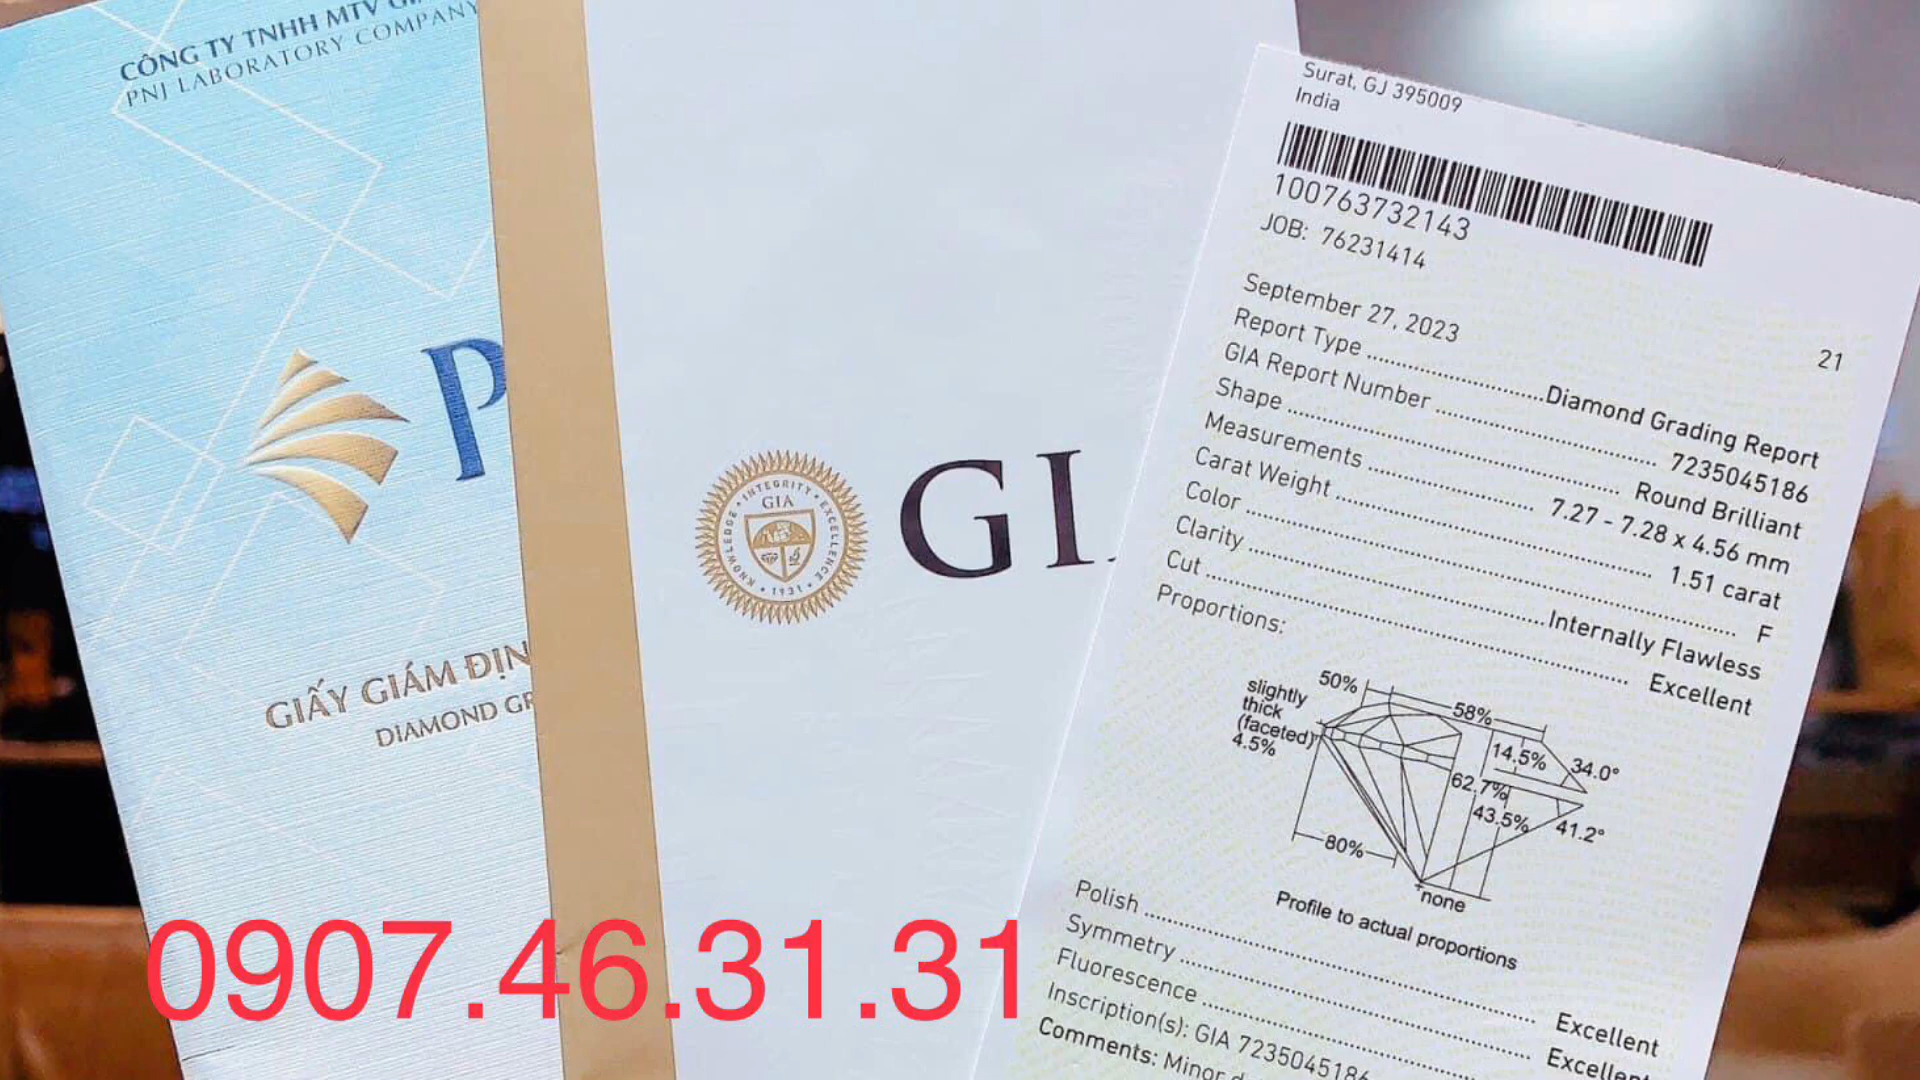 CÔNG TY TNHH MTV
PNJ LABORATORY COMPANY
P
GIẤY GIÁM ĐỊN
DIAMOND GR
INTEGRITY • EXCELLENCE • 1931 • KNOWLEDGE
GIA
GI
Surat, GJ 395009
India
100763732143
JOB: 76231414
21
September 27, 2023
Report Type ........ Diamond Grading Report
GIA Report Number ........ 7235045186
Shape ........ Round Brilliant
Measurements ........ 7.27 - 7.28 x 4.56 mm
Carat Weight ........ 1.51 carat
Color ........ F
Clarity ........ Internally Flawless
Cut ........ Excellent
Proportions:
50%
58%
slightly
thick
(faceted)
4.5%
14.5%
34.0°
62.7%
43.5%
41.2°
80%
none
Profile to actual proportions
Polish ........ Excellent
Symmetry ........ Excellent
Fluorescence
Inscription(s): GIA 7235045186
Comments: Minor
0907.46.31.31